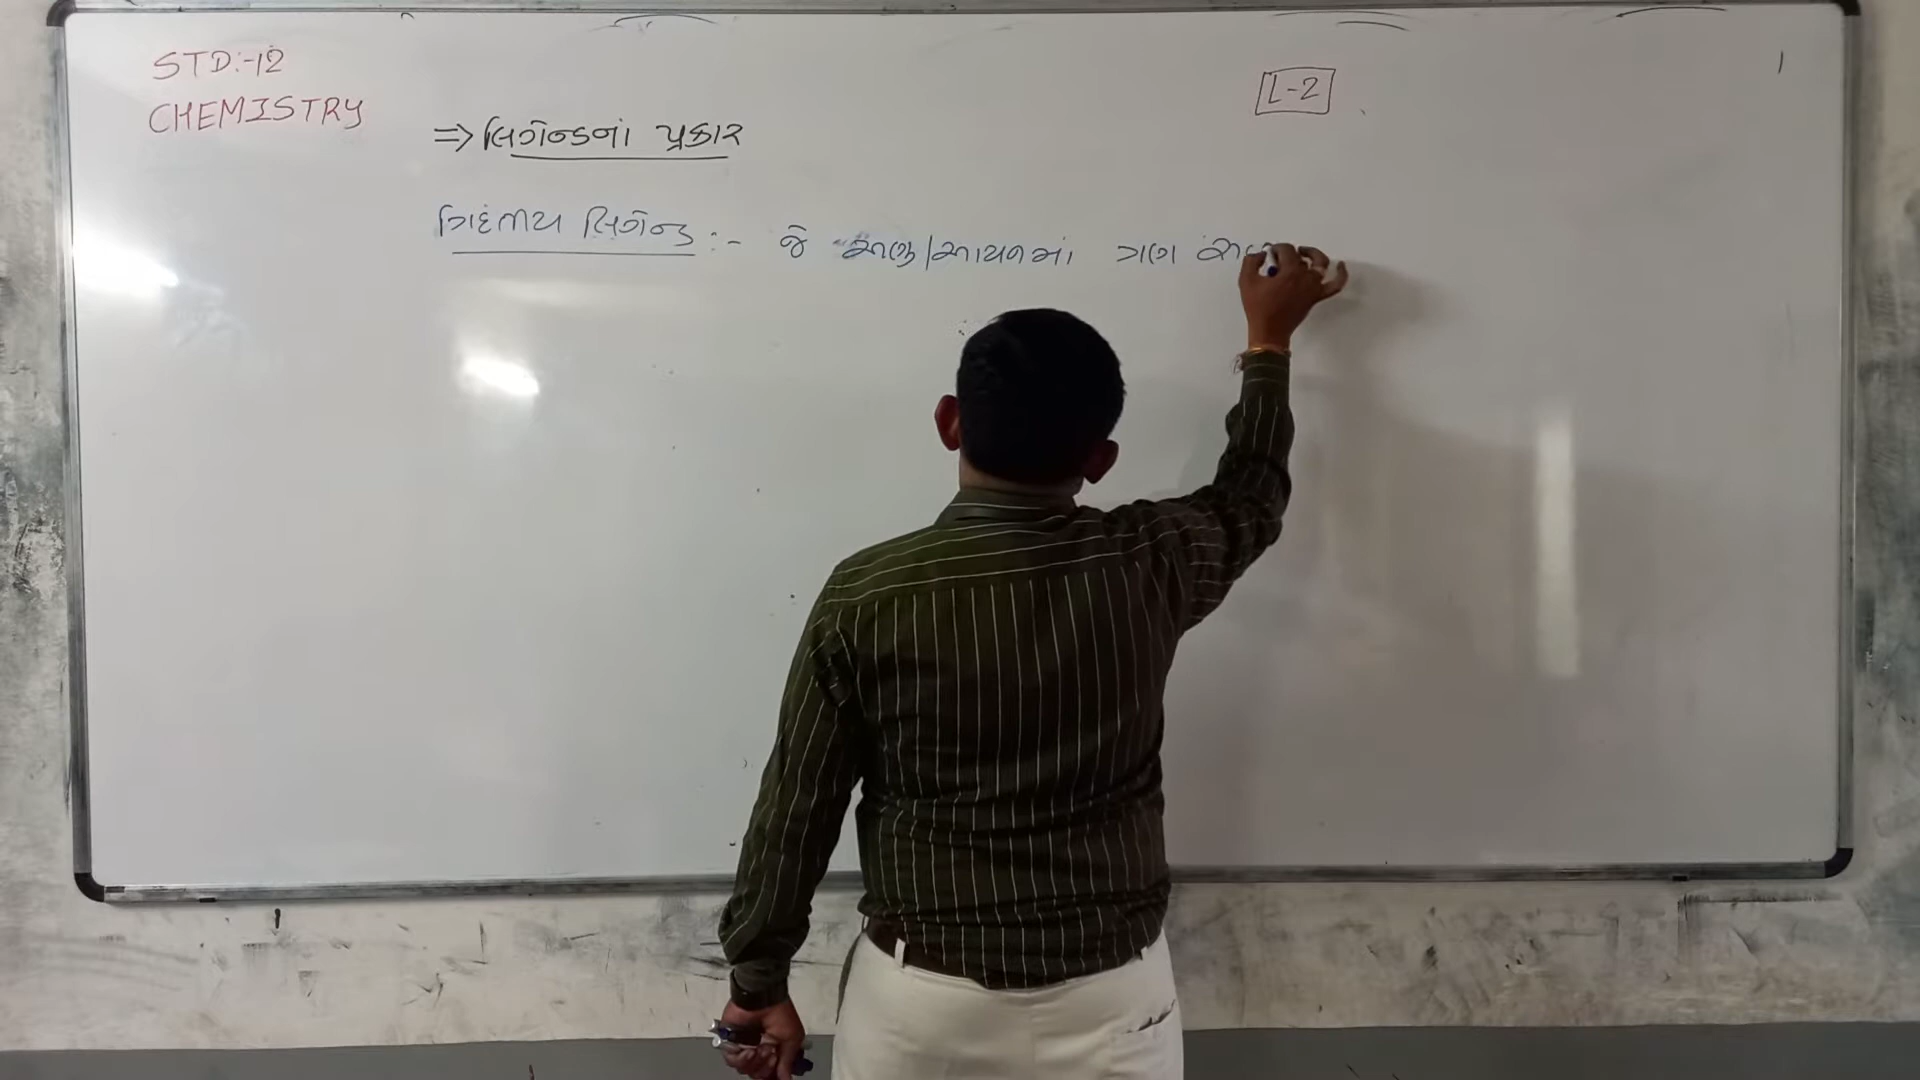 STD:-12
CHEMISTRY
L-2
⇒ લિગેન્ડનાં પ્રકાર
ત્રિદંતીય લિગેન્ડ :- જે અણુ/આયનમાં ત્રણ